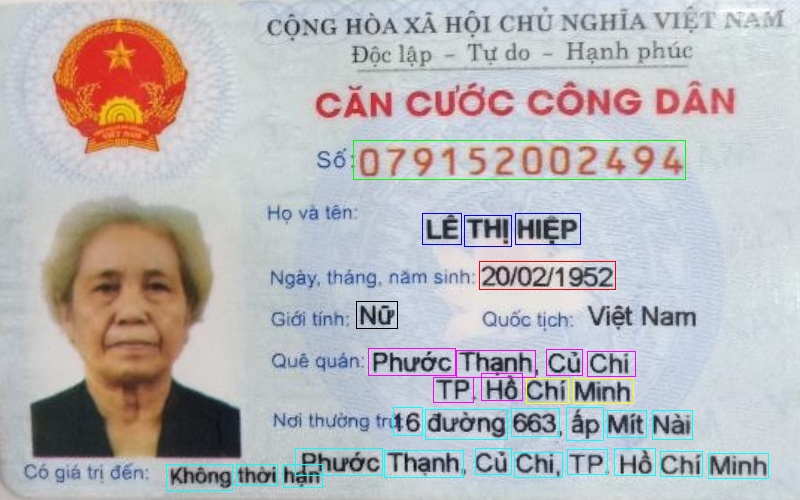 CỘNG HÒA XÃ HỘI CHỦ NGHĨA VIỆT NAM
Độc lập - Tự do - Hạnh phúc
CĂN CƯỚC CÔNG DÂN
Số: 079152002494
Họ và tên: LÊ THỊ HIỆP
Ngày, tháng, năm sinh: 20/02/1952
Giới tính: Nữ Quốc tịch: Việt Nam
Quê quán: Phước Thạnh, Củ Chi
TP. Hồ Chí Minh
Nơi thường trú: 16 đường 663, ấp Mít Nài
Phước Thạnh, Củ Chi, TP. Hồ Chí Minh
Có giá trị đến: Không thời hạn